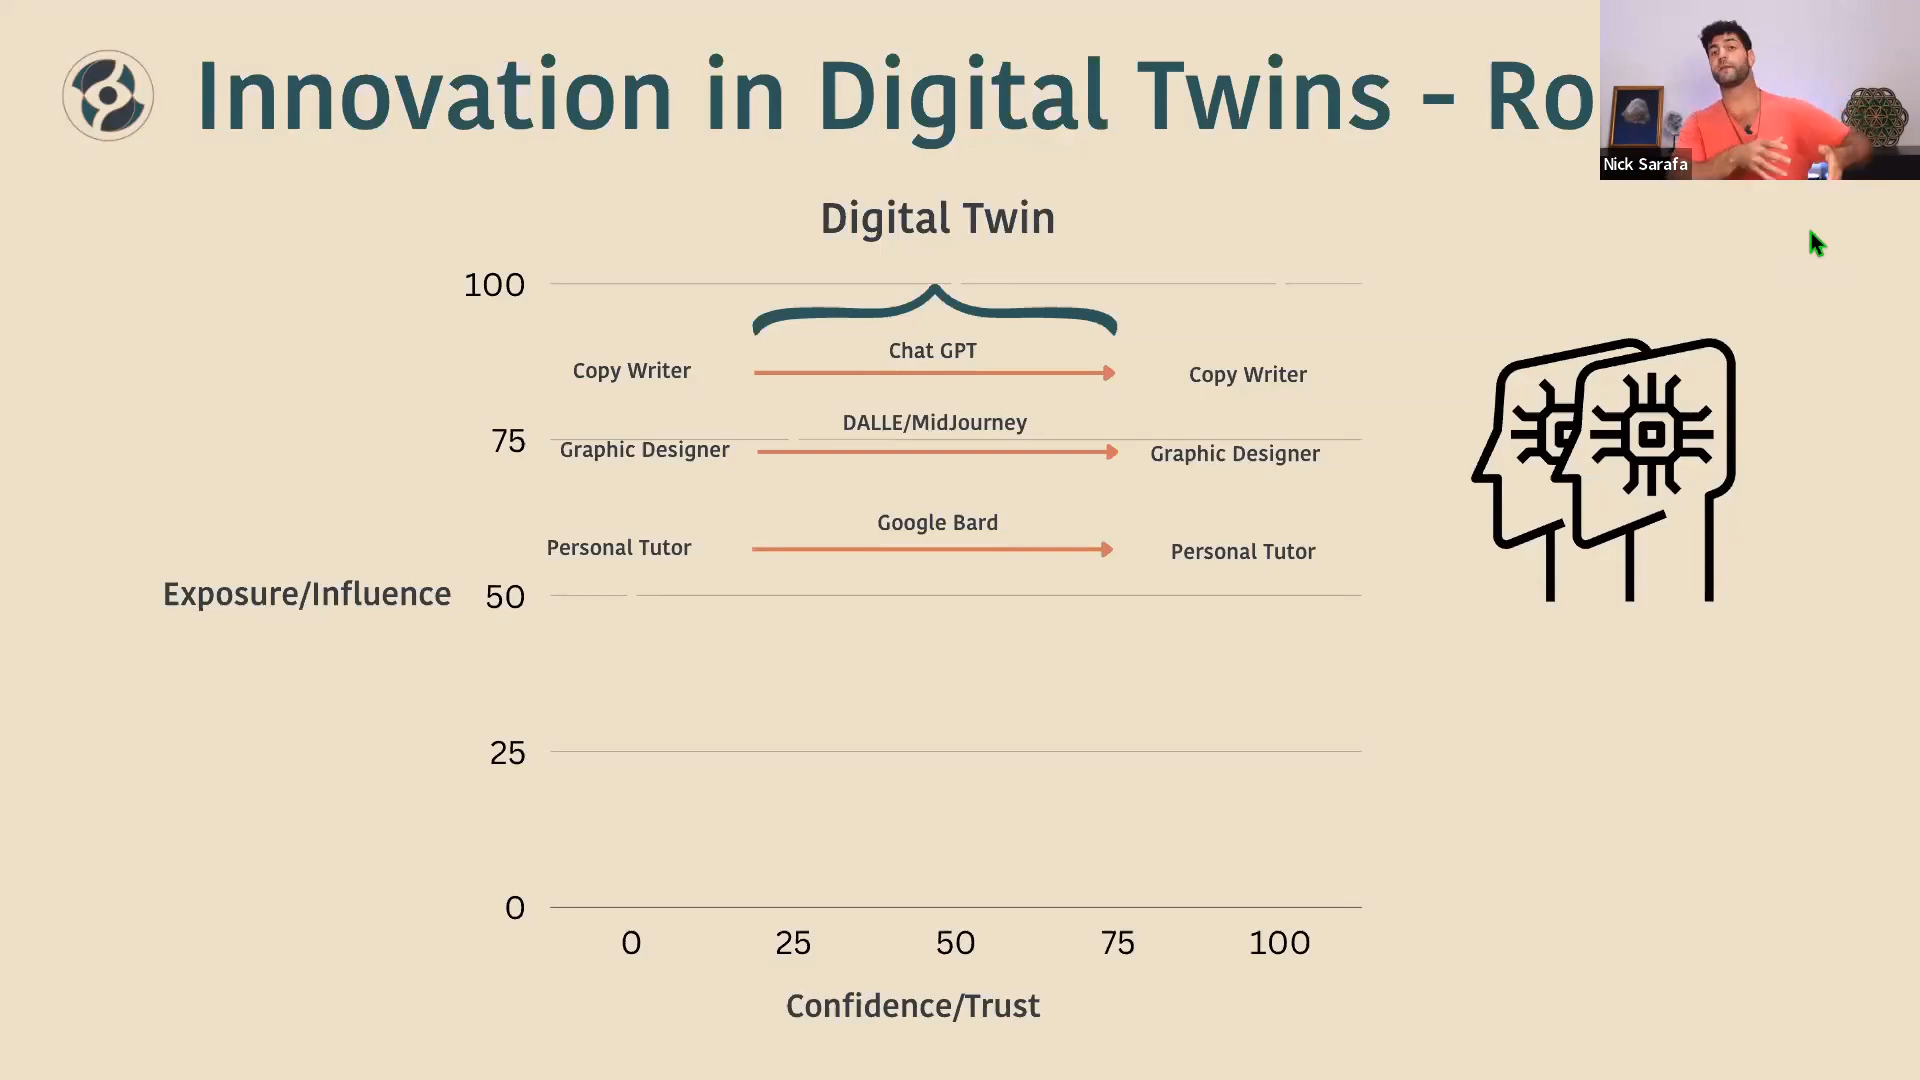 Innovation in Digital Twins - Ro
Nick Sarafa
Digital Twin
100
Chat GPT
Copy Writer
Copy Writer
DALLE/MidJourney
75
Graphic Designer
Graphic Designer
Google Bard
Personal Tutor
Personal Tutor
Exposure/Influence
50
25
0
0 25 50 75 100
Confidence/Trust